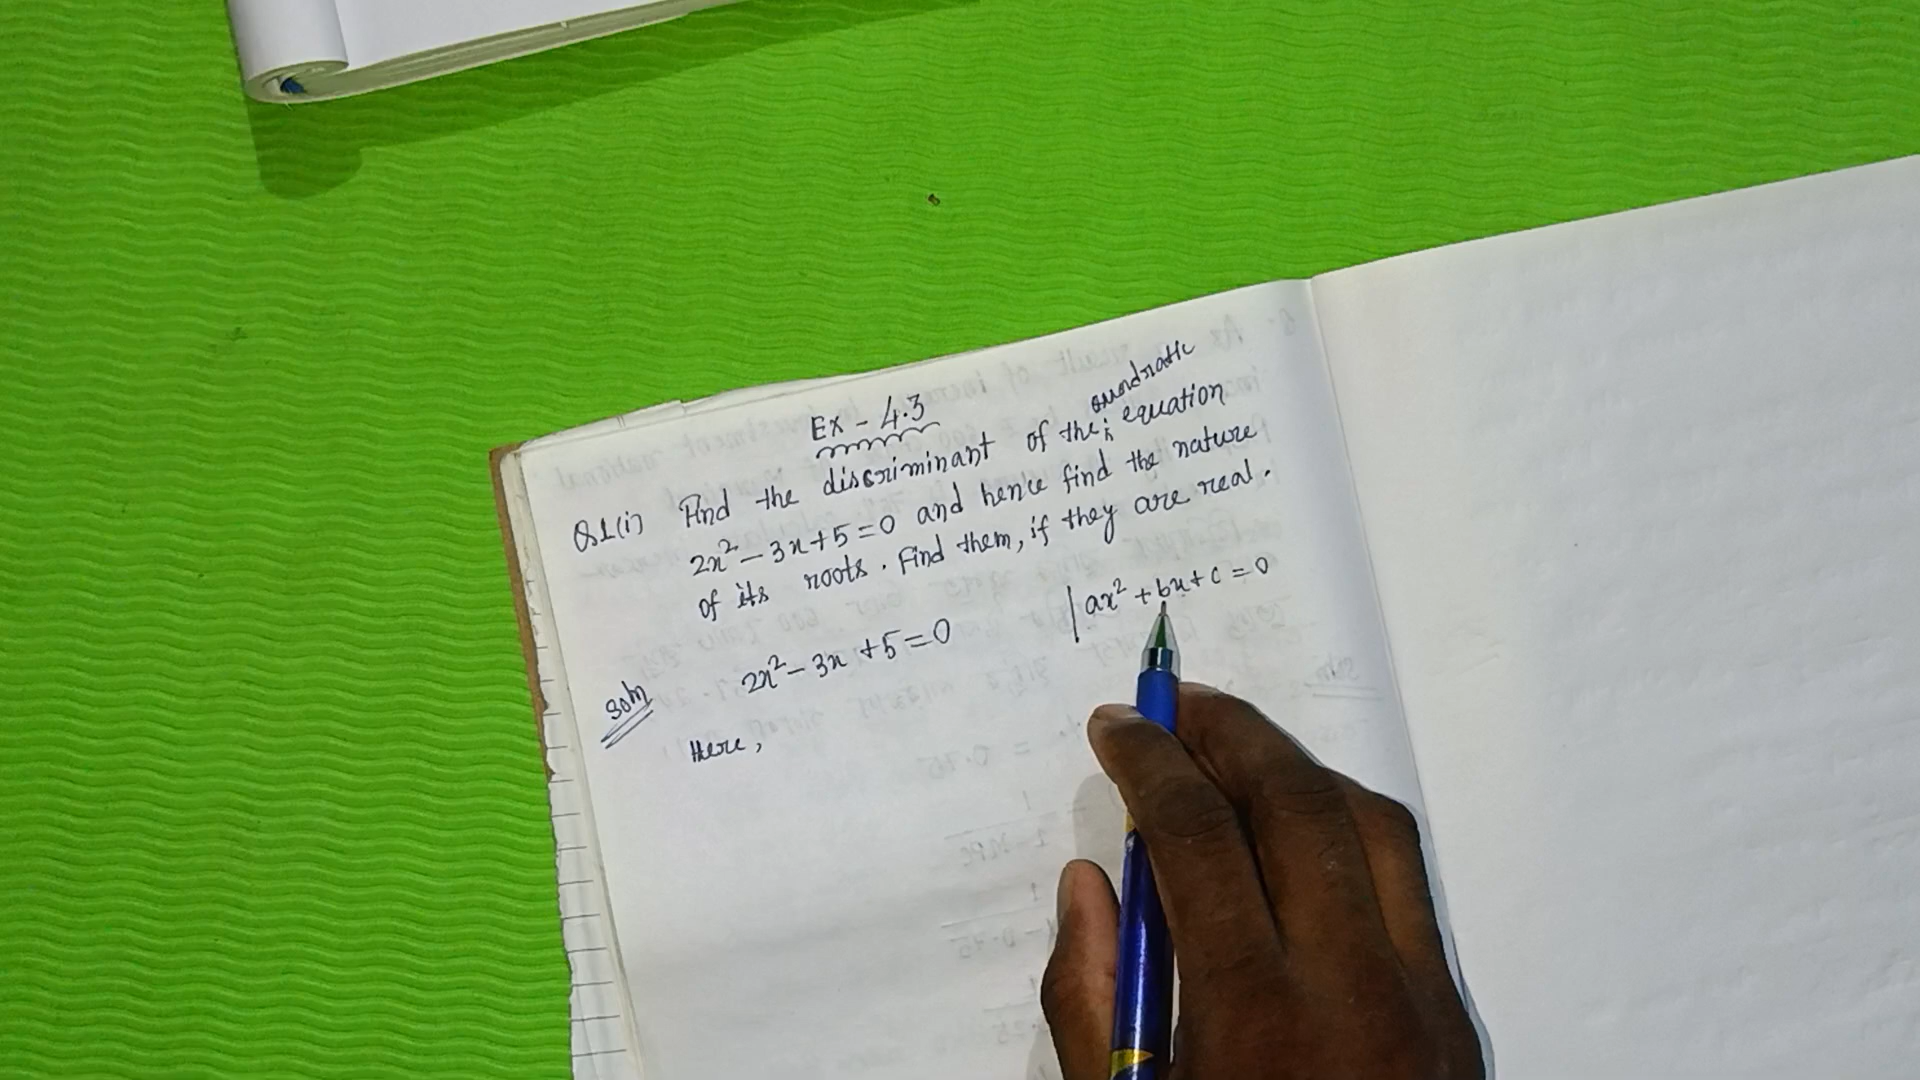 Ex - 4.3
quadratic
Q1(i) Find the discriminant of the equation
2x² - 3x + 5 = 0 and hence find the nature
of its roots. Find them, if they are real.
Soln 2x² - 3x + 5 = 0 | ax² + bx + c = 0
Here,